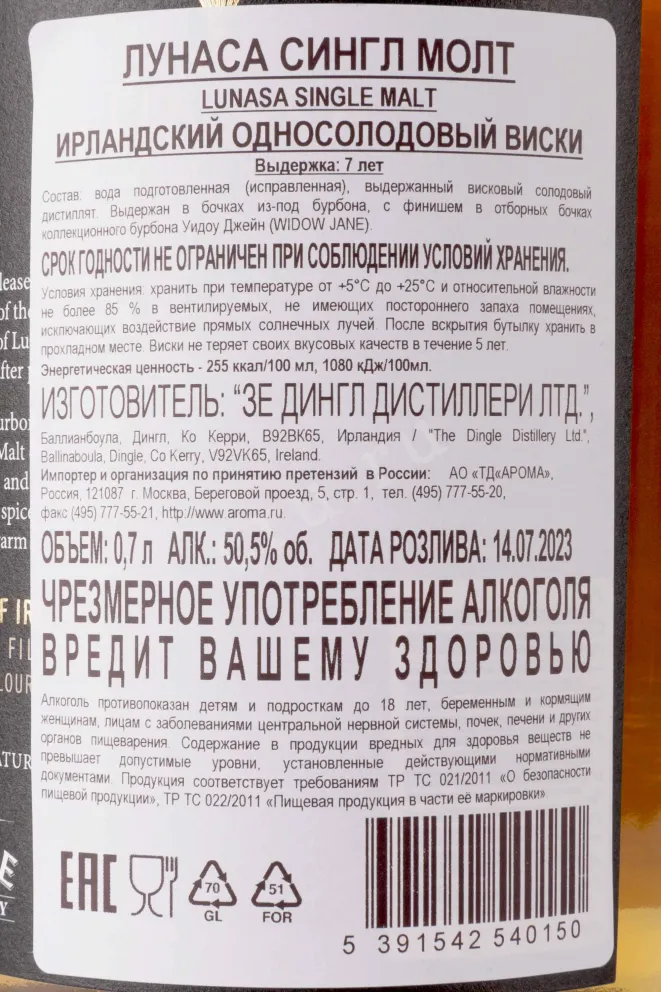 ЛУНАСА СИНГЛ МОЛТ
LUNASA SINGLE MALT
ИРЛАНДСКИЙ ОДНОСОЛОДОВЫЙ ВИСКИ
Выдержка: 7 лет
Состав: вода подготовленная (исправленная), выдержанный висковый солодовый
дистиллят. Выдержан в бочках из-под бурбона, с финишем в отборных бочках
коллекционного бурбона Уидоу Джейн (WIDOW JANE).
СРОК ГОДНОСТИ НЕ ОГРАНИЧЕН ПРИ СОБЛЮДЕНИИ УСЛОВИЙ ХРАНЕНИЯ.
Условия хранения: хранить при температуре от +5°С до +25°С и относительной влажности
не более 85 % в вентилируемых, не имеющих постороннего запаха помещениях,
исключающих воздействие прямых солнечных лучей. После вскрытия бутылку хранить в
прохладном месте. Виски не теряет своих вкусовых качеств в течение 5 лет.
Энергетическая ценность - 255 ккал/100 мл, 1080 кДж/100мл.
ИЗГОТОВИТЕЛЬ: “ЗЕ ДИНГЛ ДИСТИЛЛЕРИ ЛТД.”,
Баллианбоула, Дингл, Ко Керри, В92ВК65, Ирландия / "The Dingle Distillery Ltd.",
Ballinaboula, Dingle, Co Kerry, V92VK65, Ireland.
Импортер и организация по принятию претензий в России: АО «ТД«АРОМА»,
Россия, 121087 г. Москва, Береговой проезд, 5, стр. 1, тел. (495) 777-55-20,
факс (495) 777-55-21, http://www.aroma.ru.
ОБЪЕМ: 0,7 л АЛК.: 50,5% об. ДАТА РОЗЛИВА: 14.07.2023
ЧРЕЗМЕРНОЕ УПОТРЕБЛЕНИЕ АЛКОГОЛЯ
ВРЕДИТ ВАШЕМУ ЗДОРОВЬЮ
Алкоголь противопоказан детям и подросткам до 18 лет, беременным и кормящим
женщинам, лицам с заболеваниями центральной нервной системы, почек, печени и других
органов пищеварения. Содержание в продукции вредных для здоровья веществ не
превышает допустимые уровни, установленные действующими нормативными
документами. Продукция соответствует требованиям ТР ТС 021/2011 «О безопасности
пищевой продукции», ТР ТС 022/2011 «Пищевая продукция в части её маркировки»
EAC
70
GL
51
FOR
5 391542 540150
of the
of Lu
Malt
and